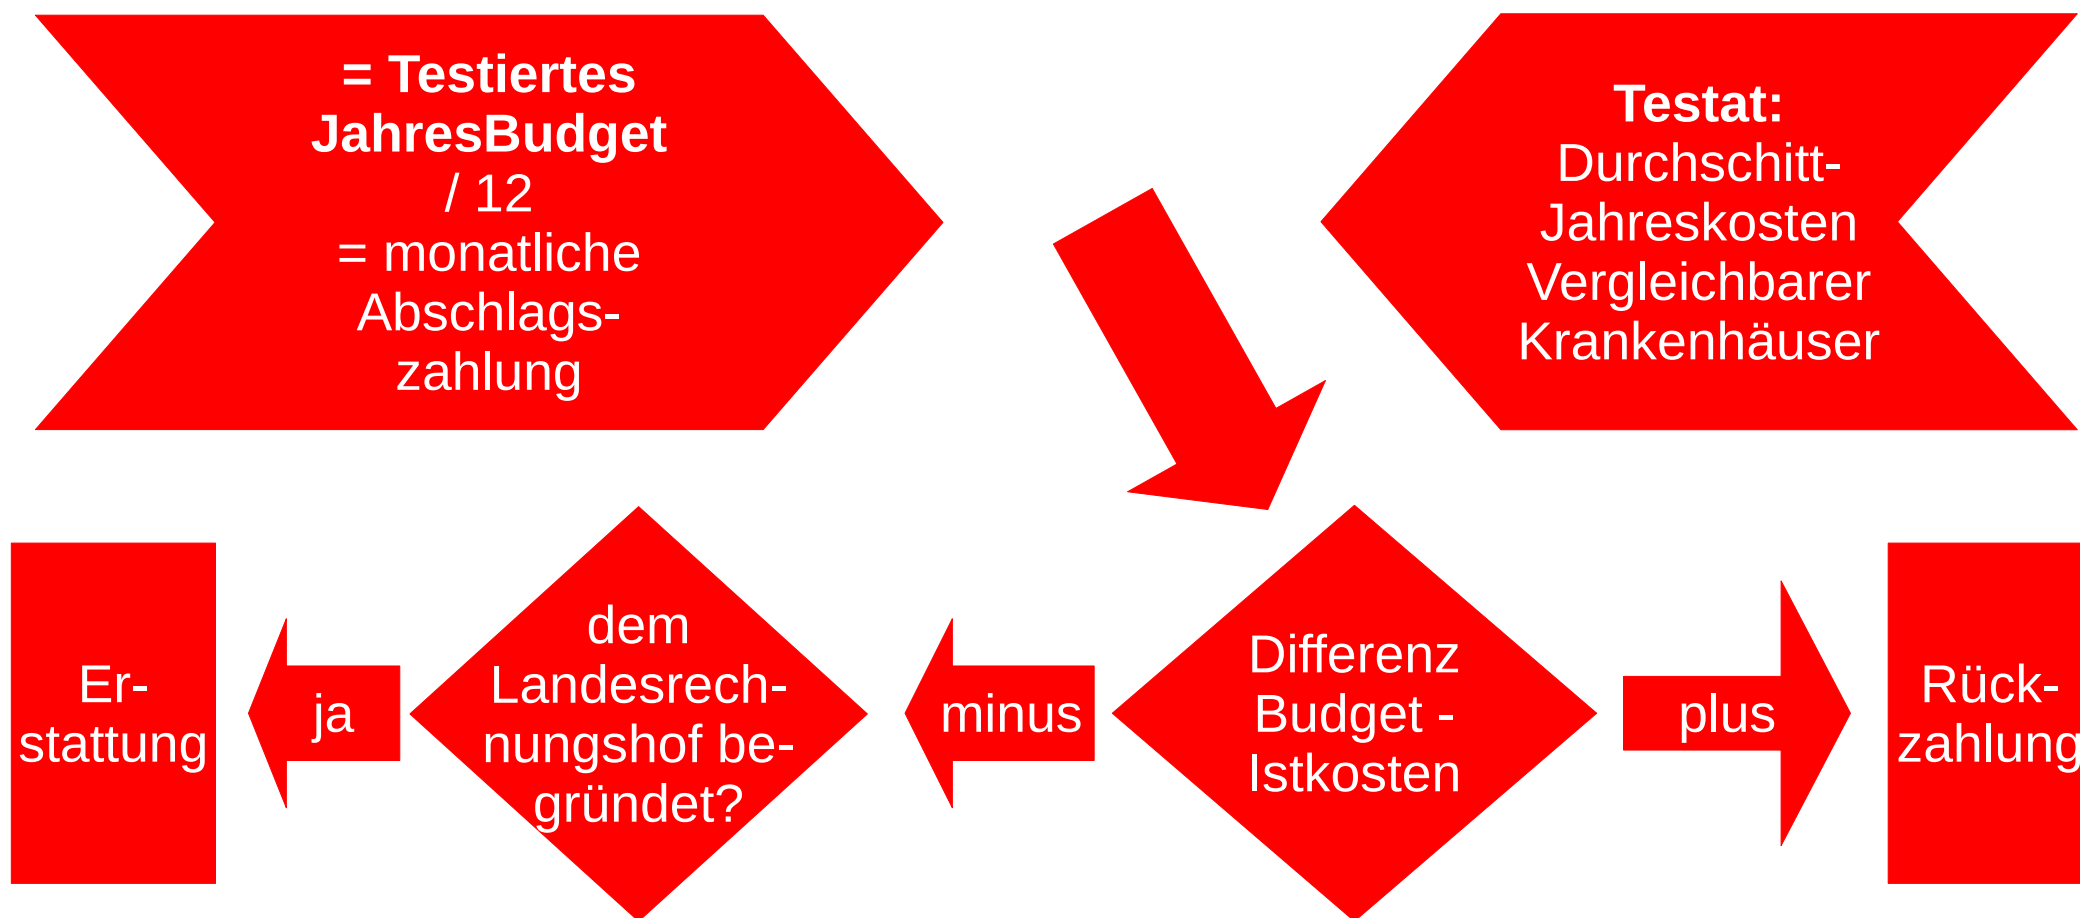 = Testiertes
JahresBudget
/ 12
= monatliche
Abschlags-
zahlung
Testat:
Durchschitt-
Jahreskosten
Vergleichbarer
Krankenhäuser
Er-
stattung
ja
dem
Landesrech-
nungshof be-
gründet?
minus
Differenz
Budget -
Istkosten
plus
Rück-
zahlung